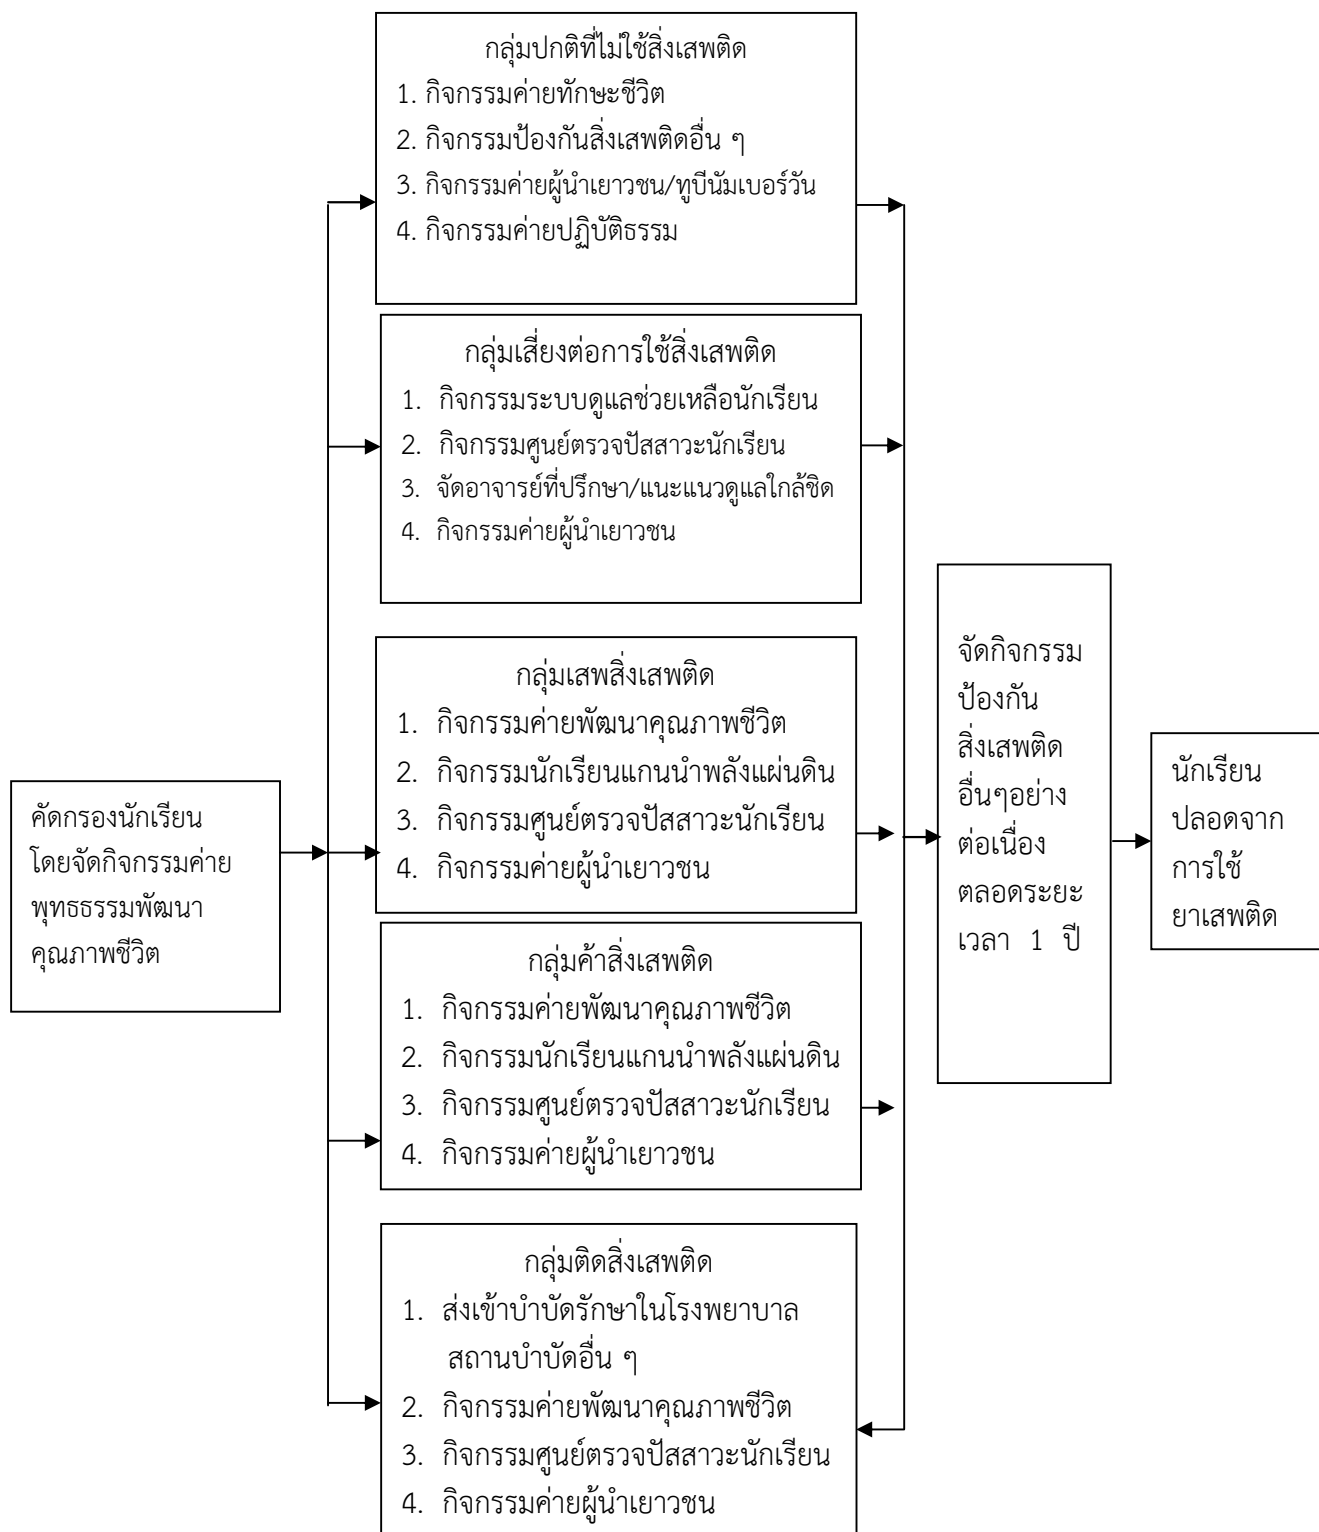 กลุ่มปกติที่ไม่ใช้สิ่งเสพติด
1. กิจกรรมค่ายทักษะชีวิต
2. กิจกรรมป้องกันสิ่งเสพติดอื่น ๆ
3. กิจกรรมค่ายผู้นำเยาวชน/ทูบีนัมเบอร์วัน
4. กิจกรรมค่ายปฏิบัติธรรม
กลุ่มเสี่ยงต่อการใช้สิ่งเสพติด
1. กิจกรรมระบบดูแลช่วยเหลือนักเรียน
2. กิจกรรมศูนย์ตรวจปัสสาวะนักเรียน
3. จัดอาจารย์ที่ปรึกษา/แนะแนวดูแลใกล้ชิด
4. กิจกรรมค่ายผู้นำเยาวชน
กลุ่มเสพสิ่งเสพติด
1. กิจกรรมค่ายพัฒนาคุณภาพชีวิต
2. กิจกรรมนักเรียนแกนนำพลังแผ่นดิน
3. กิจกรรมศูนย์ตรวจปัสสาวะนักเรียน
4. กิจกรรมค่ายผู้นำเยาวชน
คัดกรองนักเรียน
โดยจัดกิจกรรมค่าย
พุทธธรรมพัฒนา
คุณภาพชีวิต
กลุ่มค้าสิ่งเสพติด
1. กิจกรรมค่ายพัฒนาคุณภาพชีวิต
2. กิจกรรมนักเรียนแกนนำพลังแผ่นดิน
3. กิจกรรมศูนย์ตรวจปัสสาวะนักเรียน
4. กิจกรรมค่ายผู้นำเยาวชน
กลุ่มติดสิ่งเสพติด
1. ส่งเข้าบำบัดรักษาในโรงพยาบาล
สถานบำบัดอื่น ๆ
2. กิจกรรมค่ายพัฒนาคุณภาพชีวิต
3. กิจกรรมศูนย์ตรวจปัสสาวะนักเรียน
4. กิจกรรมค่ายผู้นำเยาวชน
จัดกิจกรรม
ป้องกัน
สิ่งเสพติด
อื่นๆอย่าง
ต่อเนื่อง
ตลอดระยะ
เวลา 1 ปี
นักเรียน
ปลอดจาก
การใช้
ยาเสพติด